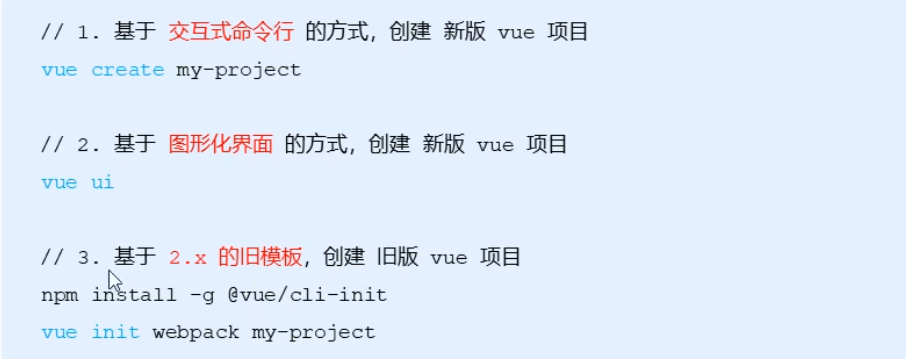 // 1. 基于 交互式命令行 的方式，创建 新版 vue 项目
vue create my-project
// 2. 基于 图形化界面 的方式，创建 新版 vue 项目
vue ui
// 3. 基于 2.x 的旧模板，创建 旧版 vue 项目
npm install -g @vue/cli-init
vue init webpack my-project